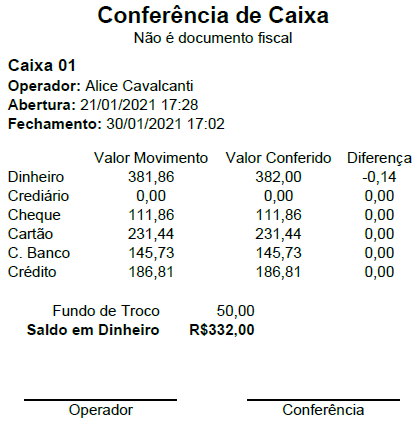 Conferência de Caixa
Não é documento fiscal
Caixa 01
Operador: Alice Cavalcanti
Abertura: 21/01/2021 17:28
Fechamento: 30/01/2021 17:02
Valor Movimento Valor Conferido Diferença
Dinheiro 381,86 382,00 -0,14
Crediário 0,00 0,00 0,00
Cheque 111,86 111,86 0,00
Cartão 231,44 231,44 0,00
C. Banco 145,73 145,73 0,00
Crédito 186,81 186,81 0,00
Fundo de Troco 50,00
Saldo em Dinheiro R$332,00
Operador Conferência